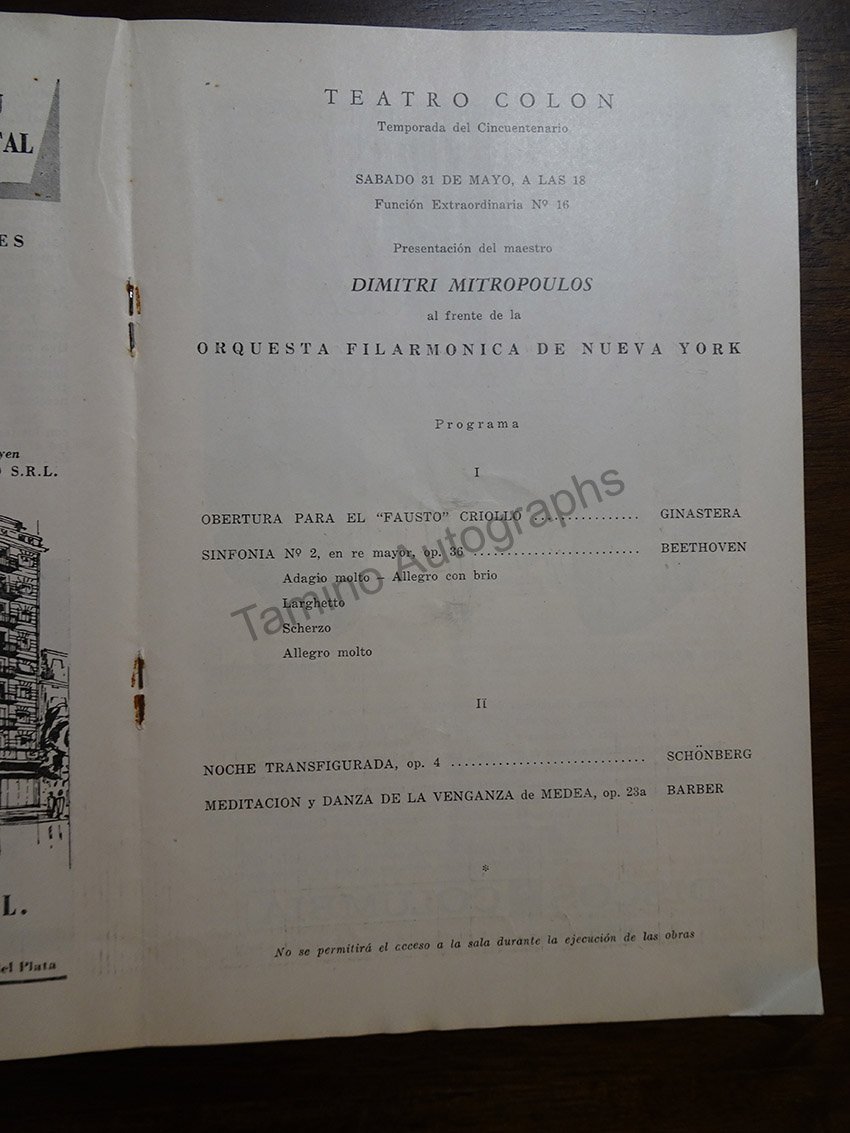 TAL
ES
S.R.L.
L.
el Plata
TEATRO COLON
Temporada del Cincuentenario
SABADO 31 DE MAYO, A LAS 18
Función Extraordinaria Nº 16
Presentación del maestro
DIMITRI MITROPOULOS
al frente de la
ORQUESTA FILARMONICA DE NUEVA YORK
Programa
I
OBERTURA PARA EL "FAUSTO" CRIOLLO ................ GINASTERA
SINFONIA Nº 2, en re mayor, op. 36 ......................... BEETHOVEN
Adagio molto – Allegro con brio
Larghetto
Scherzo
Allegro molto
II
NOCHE TRANSFIGURADA, op. 4 ............................. SCHÖNBERG
MEDITACION y DANZA DE LA VENGANZA de MEDEA, op. 23a BARBER
*
No se permitirá el acceso a la sala durante la ejecución de las obras
Tamino Autographs